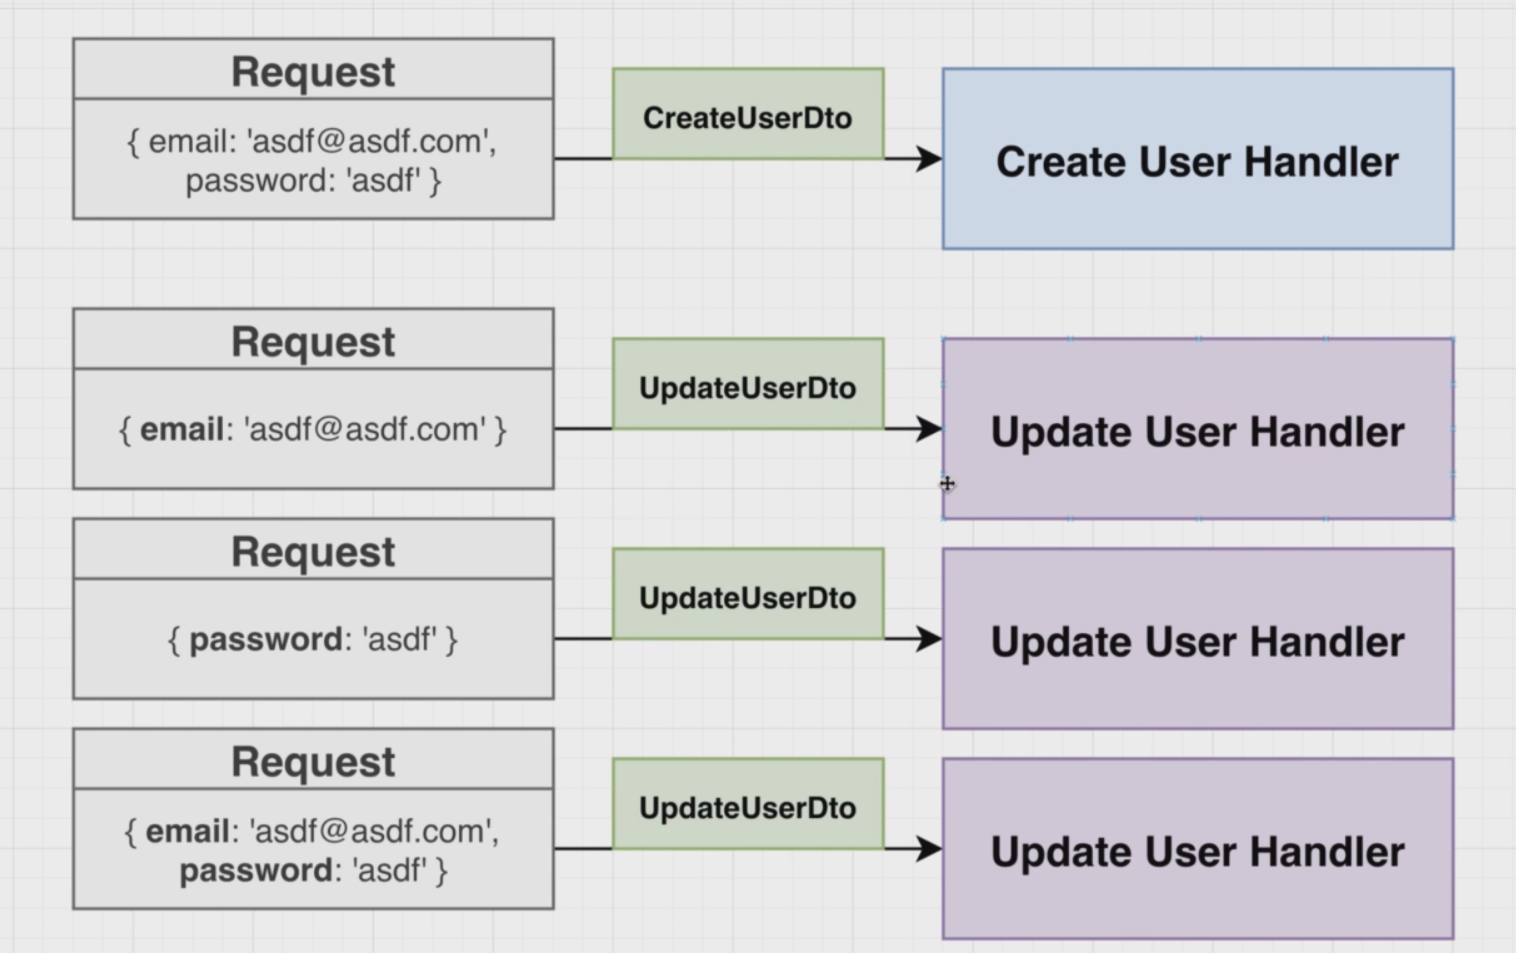 Request
{ email: 'asdf@asdf.com',
password: 'asdf' }
CreateUserDto
Create User Handler
Request
{ email: 'asdf@asdf.com' }
UpdateUserDto
Update User Handler
Request
{ password: 'asdf' }
UpdateUserDto
Update User Handler
Request
{ email: 'asdf@asdf.com',
password: 'asdf' }
UpdateUserDto
Update User Handler